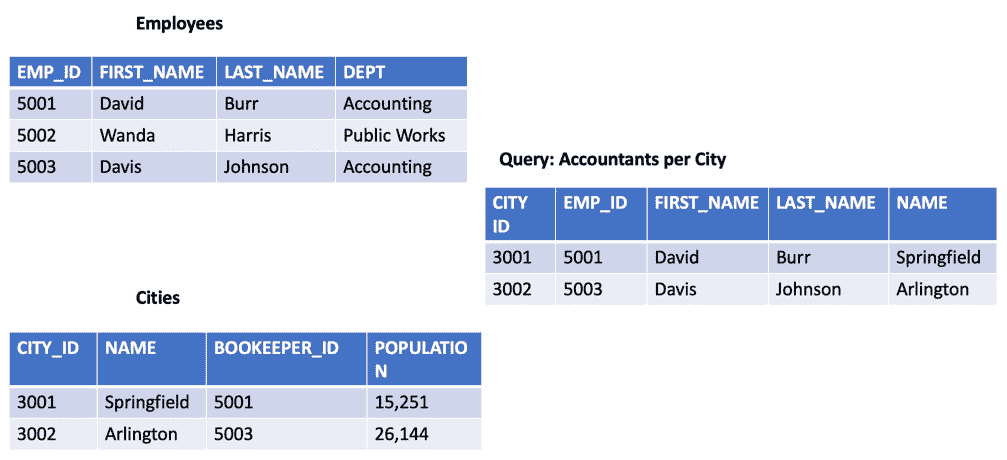 Employees
EMP_ID FIRST_NAME LAST_NAME DEPT
5001 David Burr Accounting
5002 Wanda Harris Public Works
5003 Davis Johnson Accounting
Query: Accountants per City
CITY ID EMP_ID FIRST_NAME LAST_NAME NAME
3001 5001 David Burr Springfield
3002 5003 Davis Johnson Arlington
Cities
CITY_ID NAME BOOKEEPER_ID POPULATIO
N
3001 Springfield 5001 15,251
3002 Arlington 5003 26,144